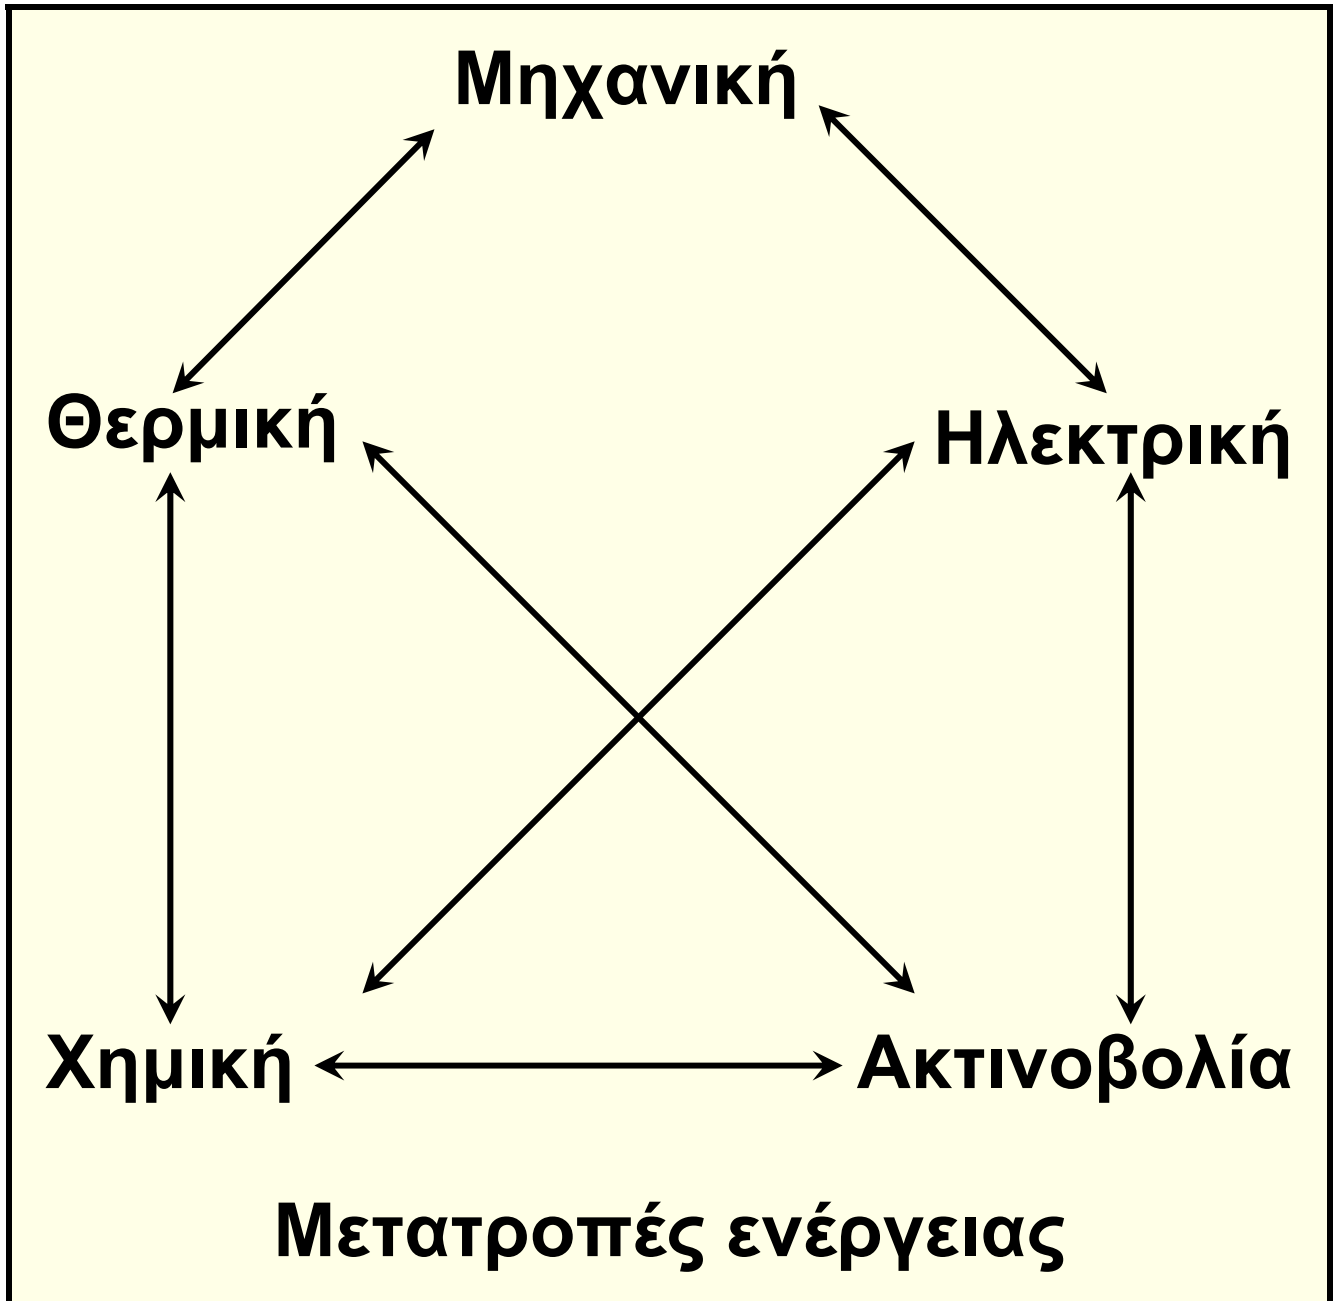 Μηχανική
Θερμική
Ηλεκτρική
Χημική
Ακτινοβολία
Μετατροπές ενέργειας